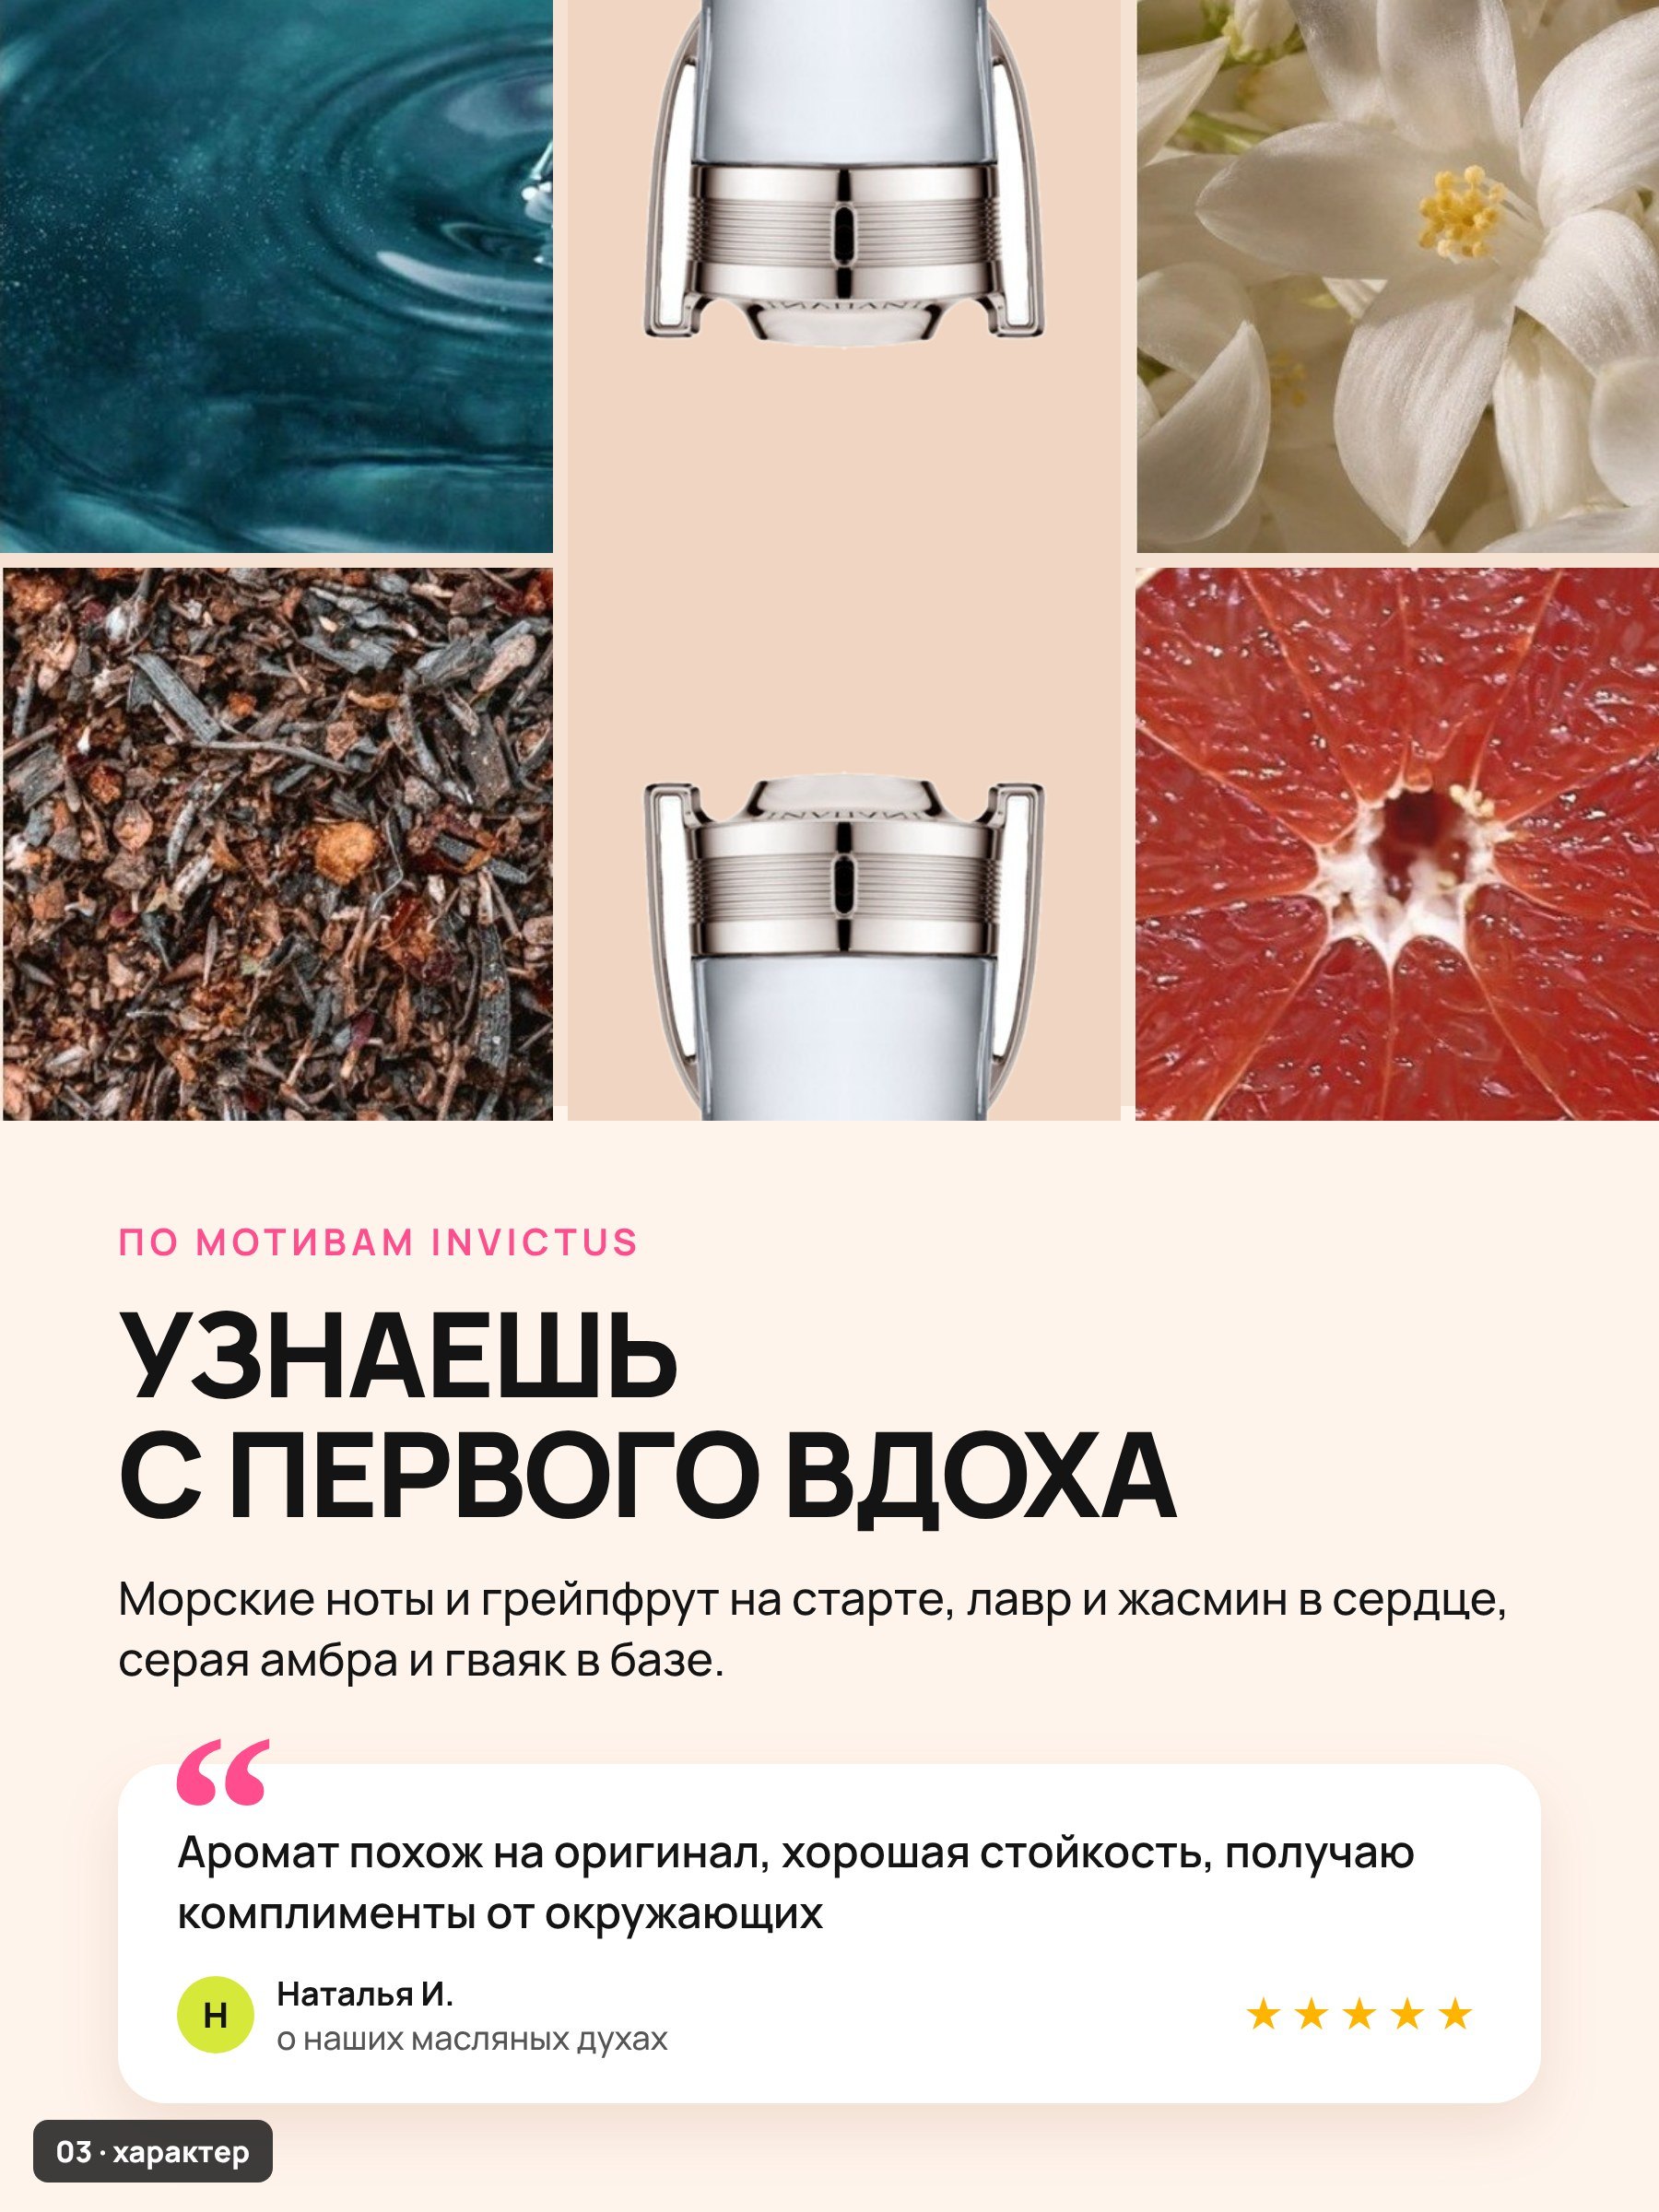 ПО МОТИВАМ INVICTUS
УЗНАЕШЬ
С ПЕРВОГО ВДОХА
Морские ноты и грейпфрут на старте, лавр и жасмин в сердце,
серая амбра и гваяк в базе.
“
Аромат похож на оригинал, хорошая стойкость, получаю
комплименты от окружающих
Н
Наталья И.
о наших масляных духах
★★★★★
03 · характер